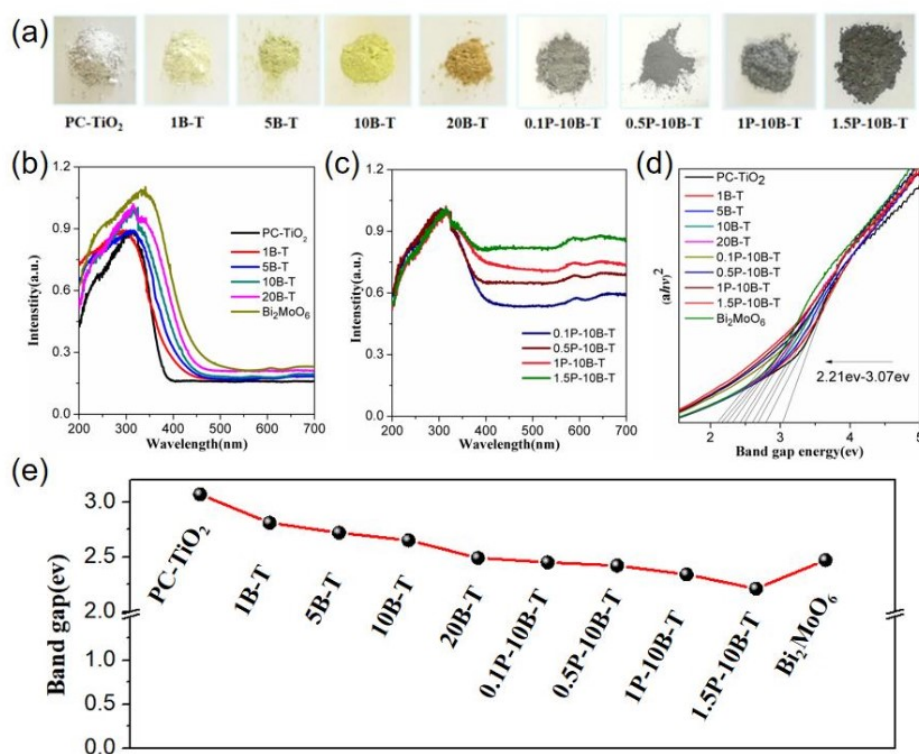 (a)
PC-TiO₂ 1B-T 5B-T 10B-T 20B-T 0.1P-10B-T 0.5P-10B-T 1P-10B-T 1.5P-10B-T
(b)
1.2
0.9
0.6
0.3
0.0
Intenstity(a.u.)
PC-TiO₂
1B-T
5B-T
10B-T
20B-T
Bi₂MoO₆
200 300 400 500 600 700
Wavelength(nm)
(c)
1.2
0.9
0.6
0.3
0.0
Intenstity(a.u.)
0.1P-10B-T
0.5P-10B-T
1P-10B-T
1.5P-10B-T
200 300 400 500 600 700
Wavelength(nm)
(d)
(ahv)²
PC-TiO₂
1B-T
5B-T
10B-T
20B-T
0.1P-10B-T
0.5P-10B-T
1P-10B-T
1.5P-10B-T
Bi₂MoO₆
2.21ev-3.07ev
2 3 4 5
Band gap energy(ev)
(e)
Band gap(ev)
3.0
2.5
2.0
1.0
0.5
0.0
PC-TiO₂
1B-T
5B-T
10B-T
20B-T
0.1P-10B-T
0.5P-10B-T
1P-10B-T
1.5P-10B-T
Bi₂MoO₆